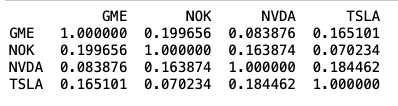 GME NOK NVDA TSLA
GME 1.000000 0.199656 0.083876 0.165101
NOK 0.199656 1.000000 0.163874 0.070234
NVDA 0.083876 0.163874 1.000000 0.184462
TSLA 0.165101 0.070234 0.184462 1.000000